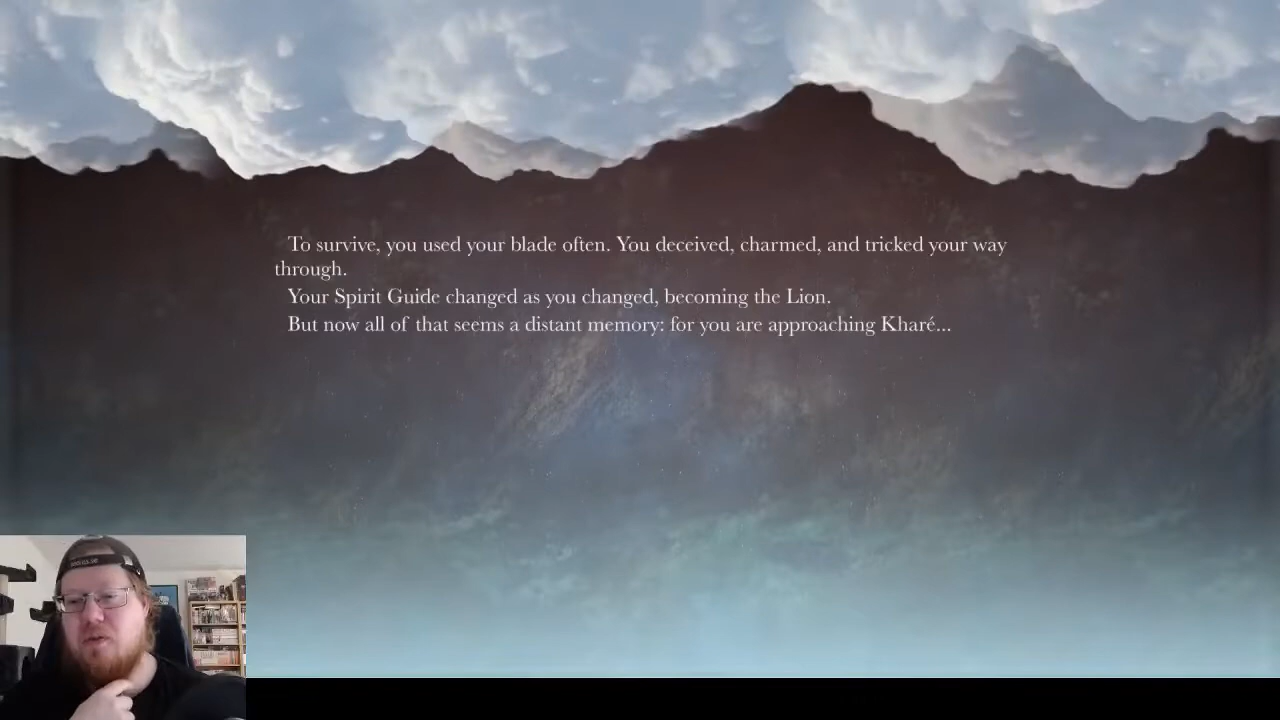 To survive, you used your blade often. You deceived, charmed, and tricked your way
through.
Your Spirit Guide changed as you changed, becoming the Lion.
But now all of that seems a distant memory: for you are approaching Kharé...